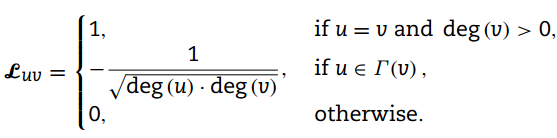 1, if u = v and deg (v) > 0,
𝓛uv = − 1 / √deg (u) · deg (v) , if u ∈ Γ(v) ,
0, otherwise.